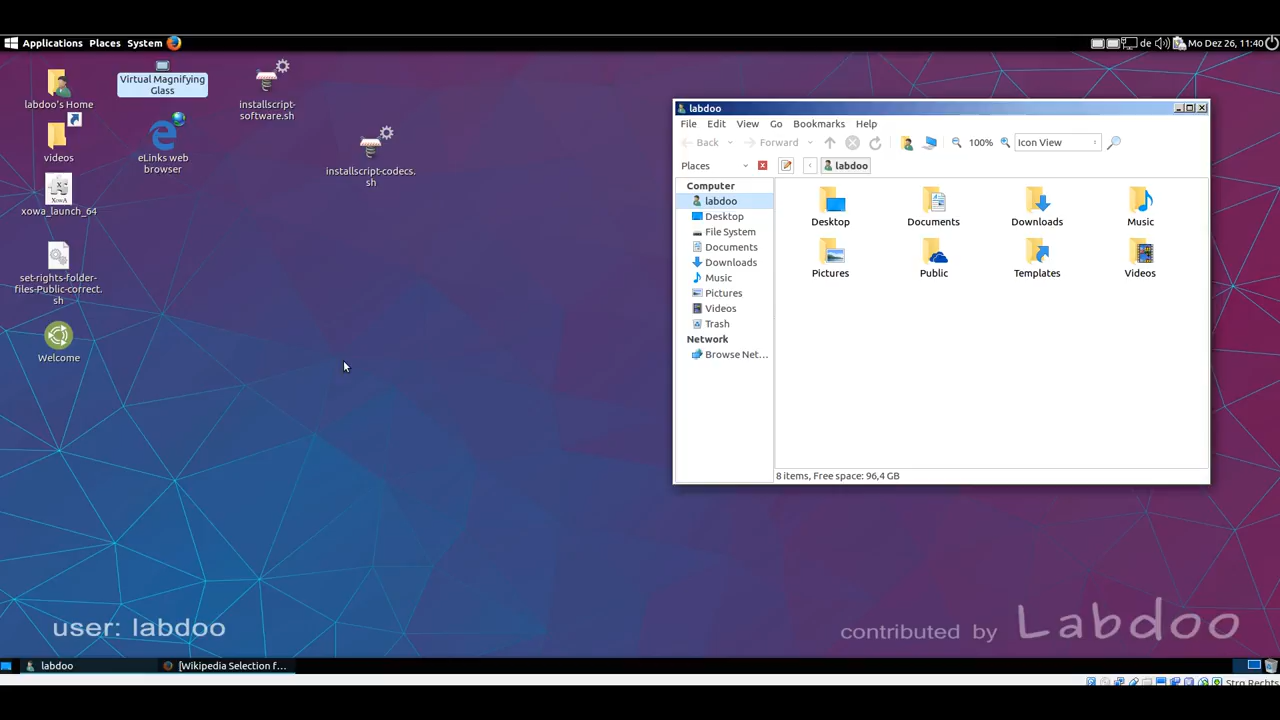 Applications Places System
de
Mo Dez 26, 11:40
labdoo's Home
Virtual Magnifying
Glass
installscript-
software.sh
videos
eLinks web
browser
installscript-codecs.
sh
xowa_launch_64
XOWA
set-rights-folder-
files-Public-correct.
sh
Welcome
labdoo
File Edit View Go Bookmarks Help
Back Forward 100% Icon View
Places labdoo
Computer
labdoo
Desktop
File System
Documents
Downloads
Music
Pictures
Videos
Trash
Network
Browse Net...
Desktop Documents Downloads Music
Pictures Public Templates Videos
8 items, Free space: 96,4 GB
user: labdoo
contributed by Labdoo
labdoo [Wikipedia Selection f...
Strg Rechts